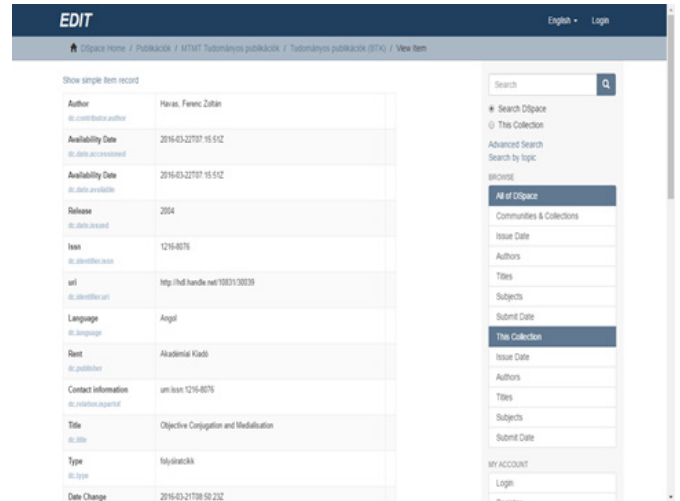 EDIT
English
Login
DSpace Home / Publikációk / MTMT Tudományos publikációk / Tudományos publikációk (BTK) / View Item
Show simple item record
Author Havas, Ferenc Zoltán
dc.contributor.author
Availability Date 2016-03-22T07:15:51Z
dc.date.accessioned
Availability Date 2016-03-22T07:15:51Z
dc.date.available
Release 2004
dc.date.issued
Issn 1216-8076
dc.identifier.issn
uri http://hdl.handle.net/10831/30039
dc.identifier.uri
Language Angol
dc.language
Rent Akadémiai Kiadó
dc.publisher
Contact information urn:issn:1216-8076
dc.relation.ispartof
Title Objective Conjugation and Medialisation
dc.title
Type folyóiratcikk
dc.type
Date Change 2016-03-21T08:50:23Z
Search
Search DSpace
This Collection
Advanced Search
Search by topic
BROWSE
All of DSpace
Communities & Collections
Issue Date
Authors
Titles
Subjects
Submit Date
This Collection
Issue Date
Authors
Titles
Subjects
Submit Date
MY ACCOUNT
Login